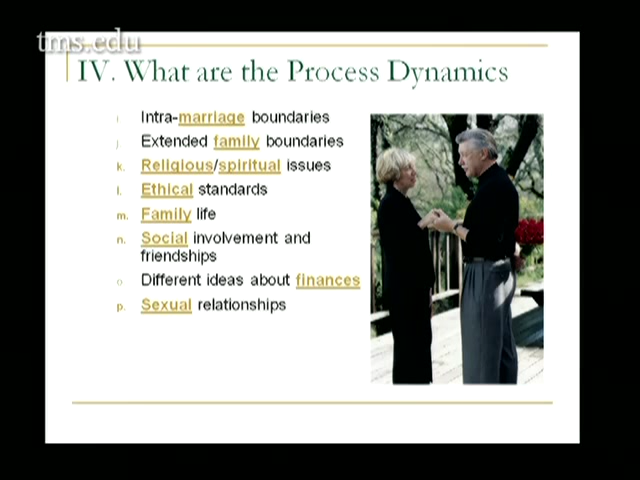 tms.edu
IV. What are the Process Dynamics
i. Intra-marriage boundaries
j. Extended family boundaries
k. Religious/spiritual issues
l. Ethical standards
m. Family life
n. Social involvement and
friendships
o. Different ideas about finances
p. Sexual relationships